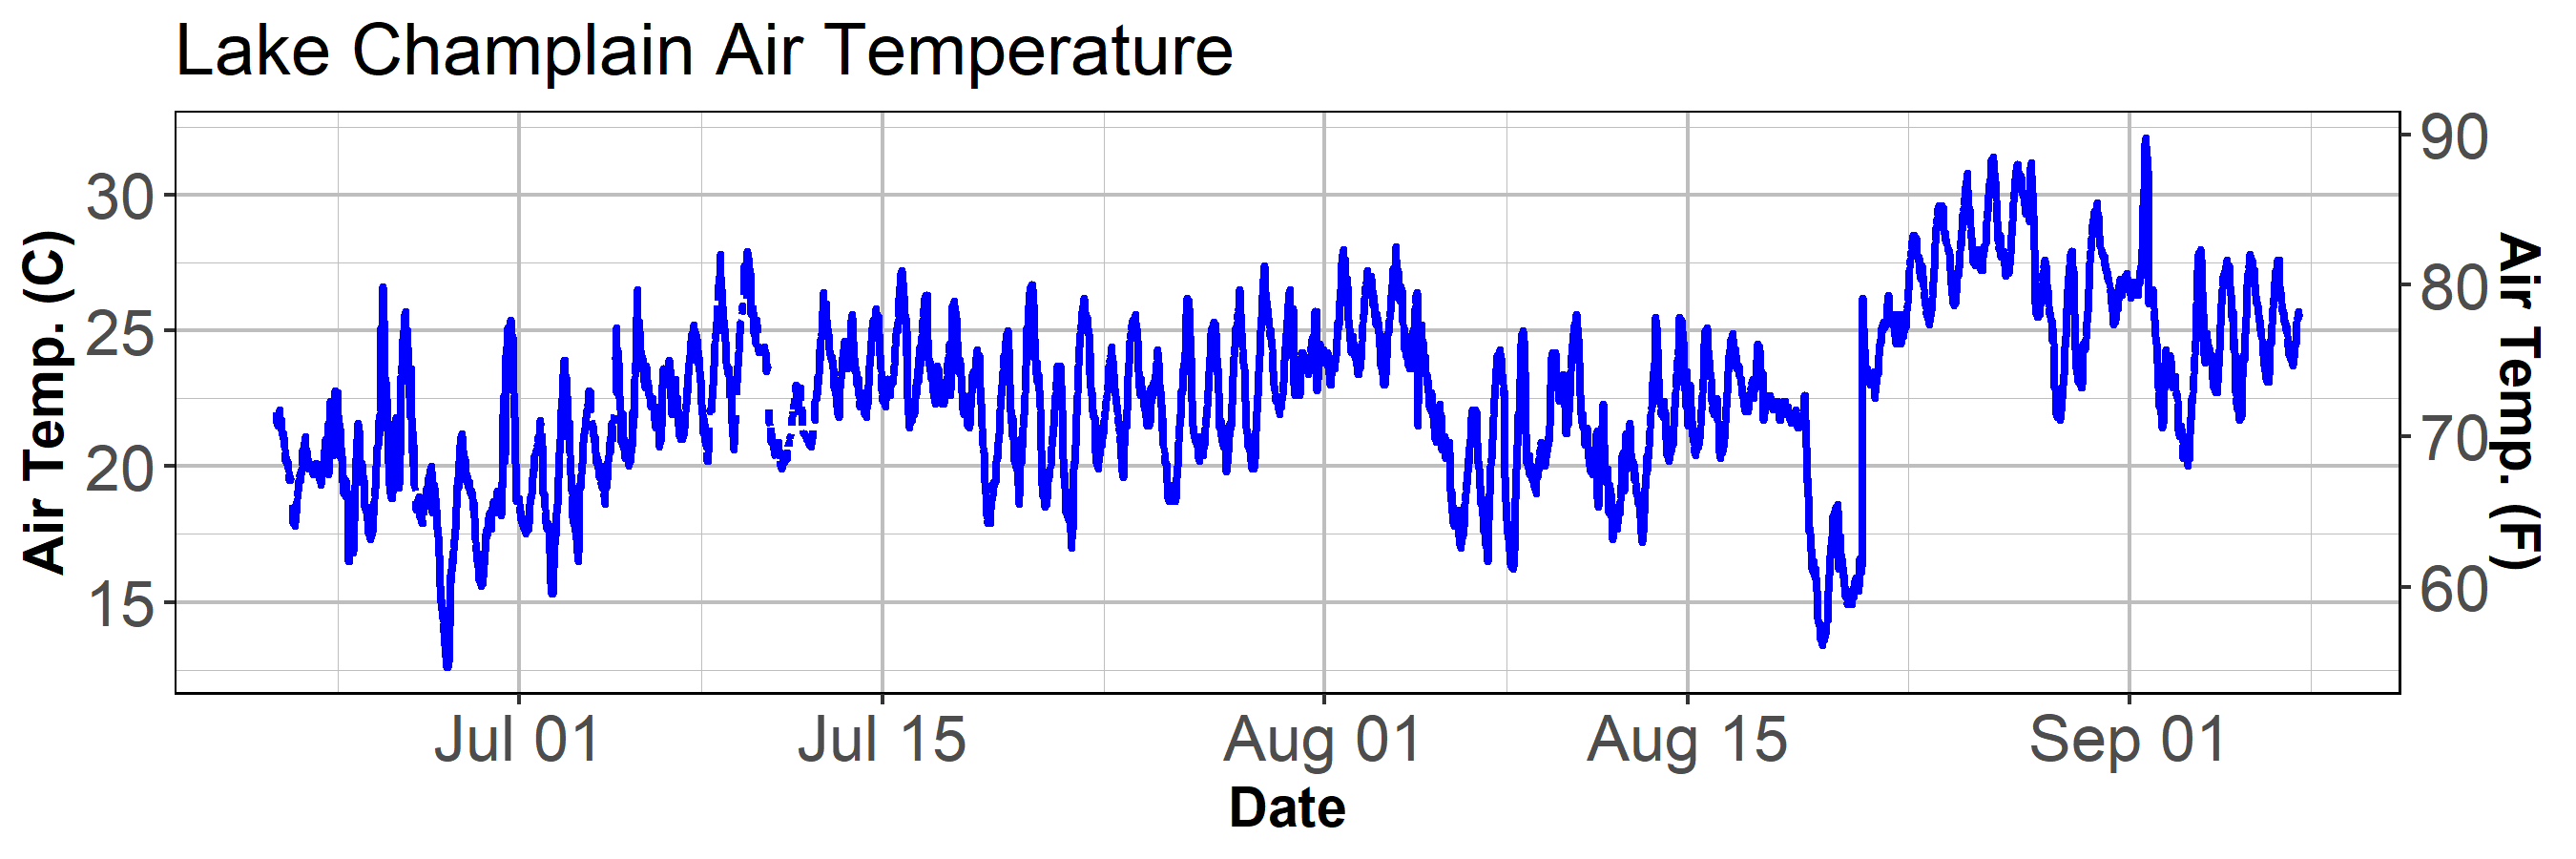 Lake Champlain Air Temperature
Air Temp. (C)
30
25
20
15
90
80
70
60
Air Temp. (F)
Jul 01
Jul 15
Aug 01
Aug 15
Sep 01
Date